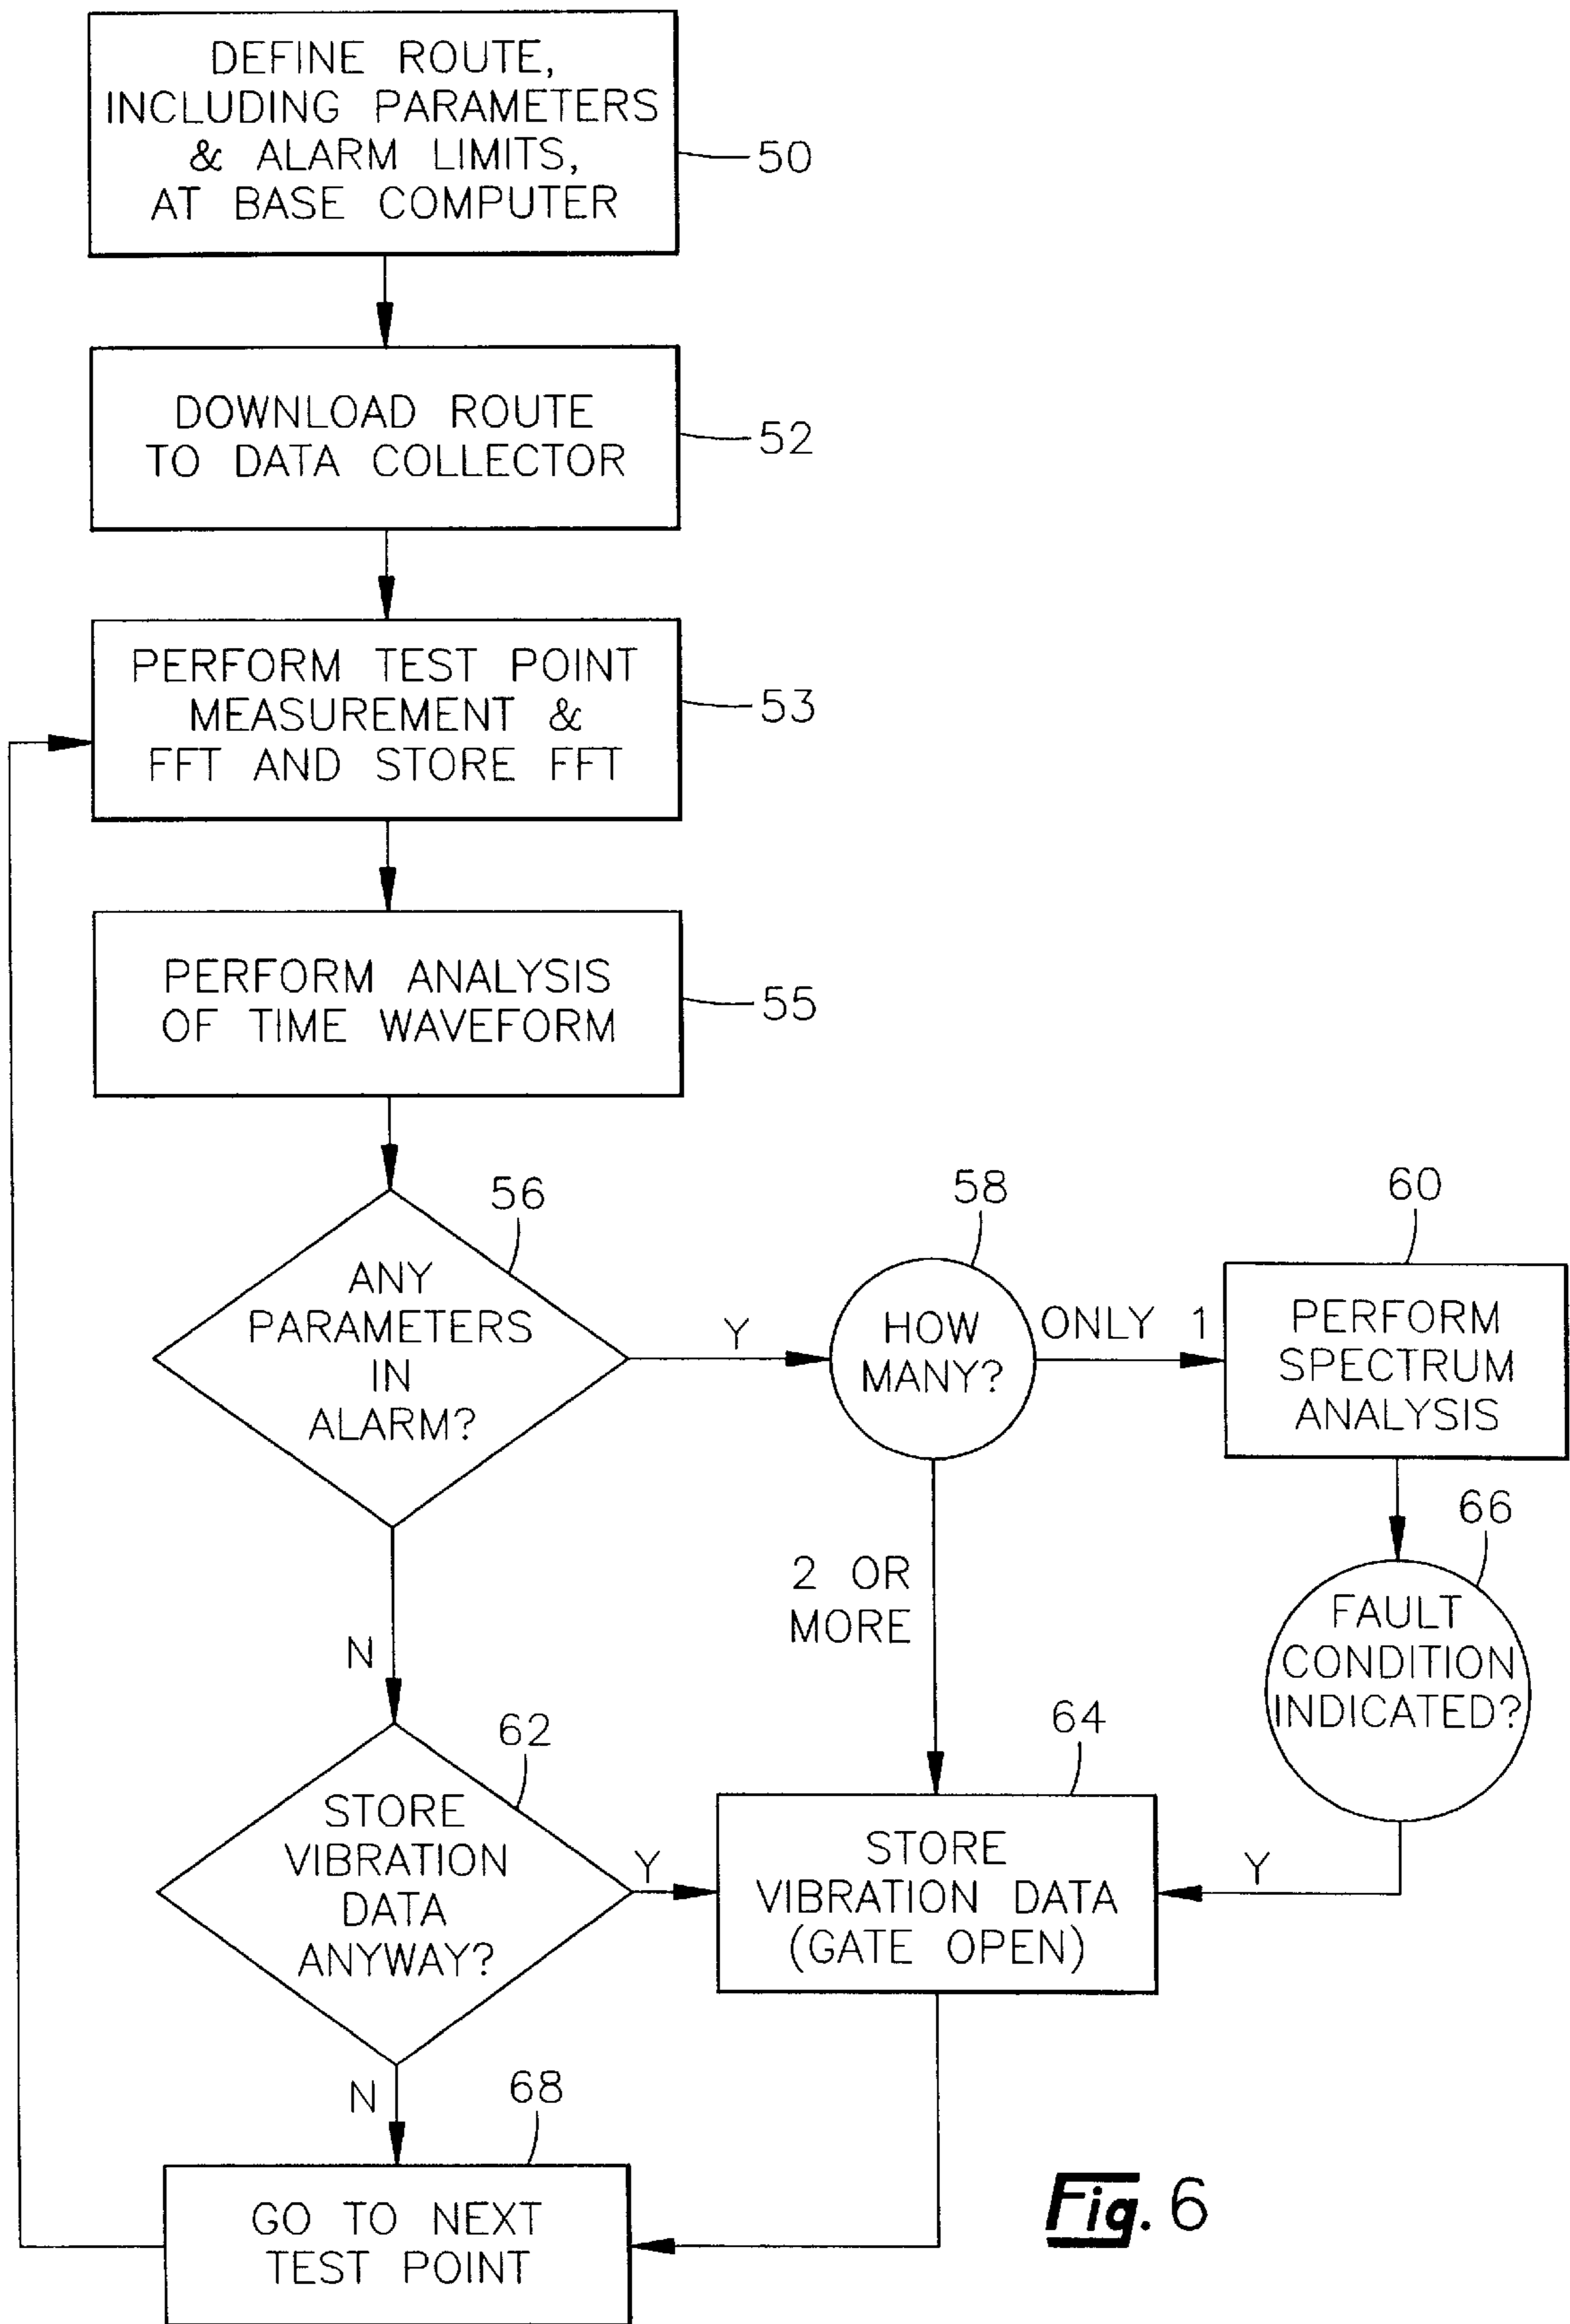 DEFINE ROUTE,
INCLUDING PARAMETERS
& ALARM LIMITS,
AT BASE COMPUTER
50
DOWNLOAD ROUTE
TO DATA COLLECTOR
52
PERFORM TEST POINT
MEASUREMENT &
FFT AND STORE FFT
53
PERFORM ANALYSIS
OF TIME WAVEFORM
55
56
ANY
PARAMETERS
IN
ALARM?
Y
58
HOW
MANY?
ONLY 1
60
PERFORM
SPECTRUM
ANALYSIS
N
2 OR
MORE
66
FAULT
CONDITION
INDICATED?
62
STORE
VIBRATION
DATA
ANYWAY?
Y
64
STORE
VIBRATION DATA
(GATE OPEN)
Y
N
68
GO TO NEXT
TEST POINT
Fig. 6